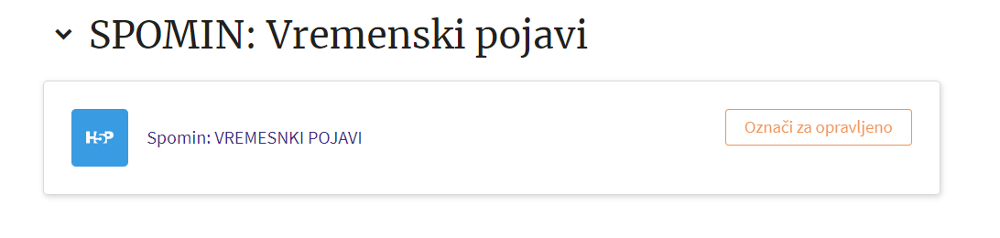 SPOMIN: Vremenski pojavi
H5P
Spomin: VREMESNKI POJAVI
Označi za opravljeno